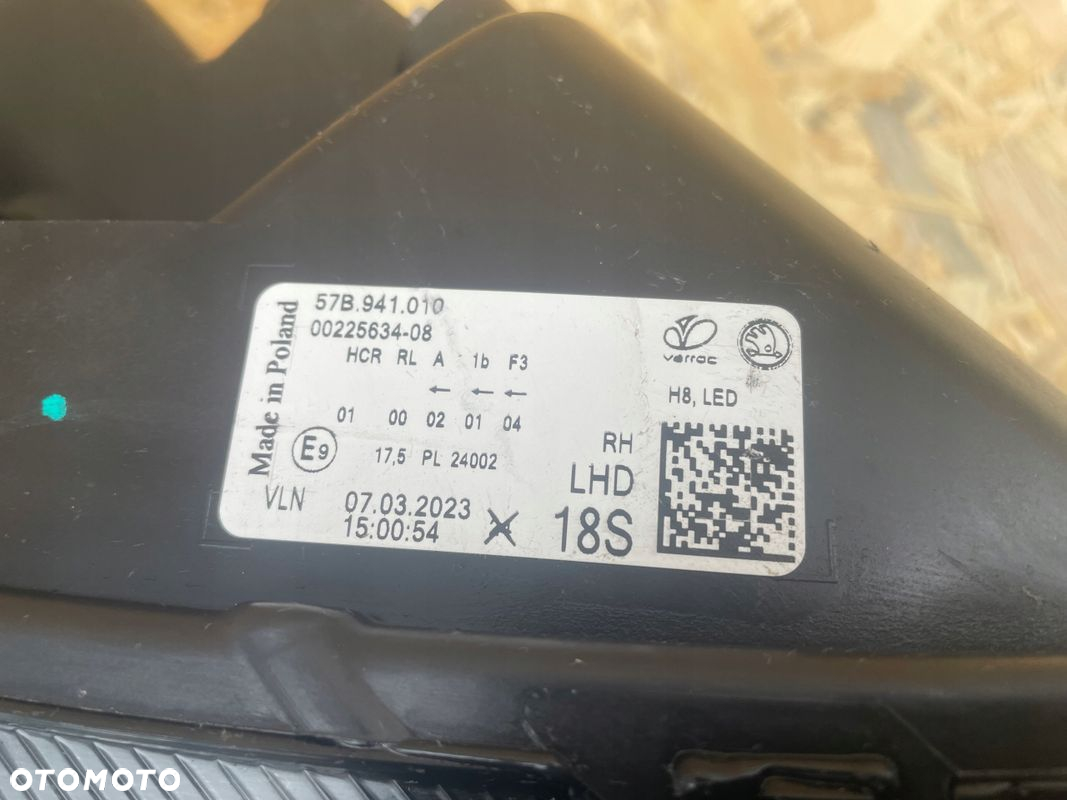 57B.941.010
00225634-08
HCR RL A 1b F3
← ← ←
01 00 02 01 04
E9
17,5 PL 24002
VLN
07.03.2023
15:00:54
Made in Poland
varroc
H8, LED
RH
LHD
18S
OTOMOTO